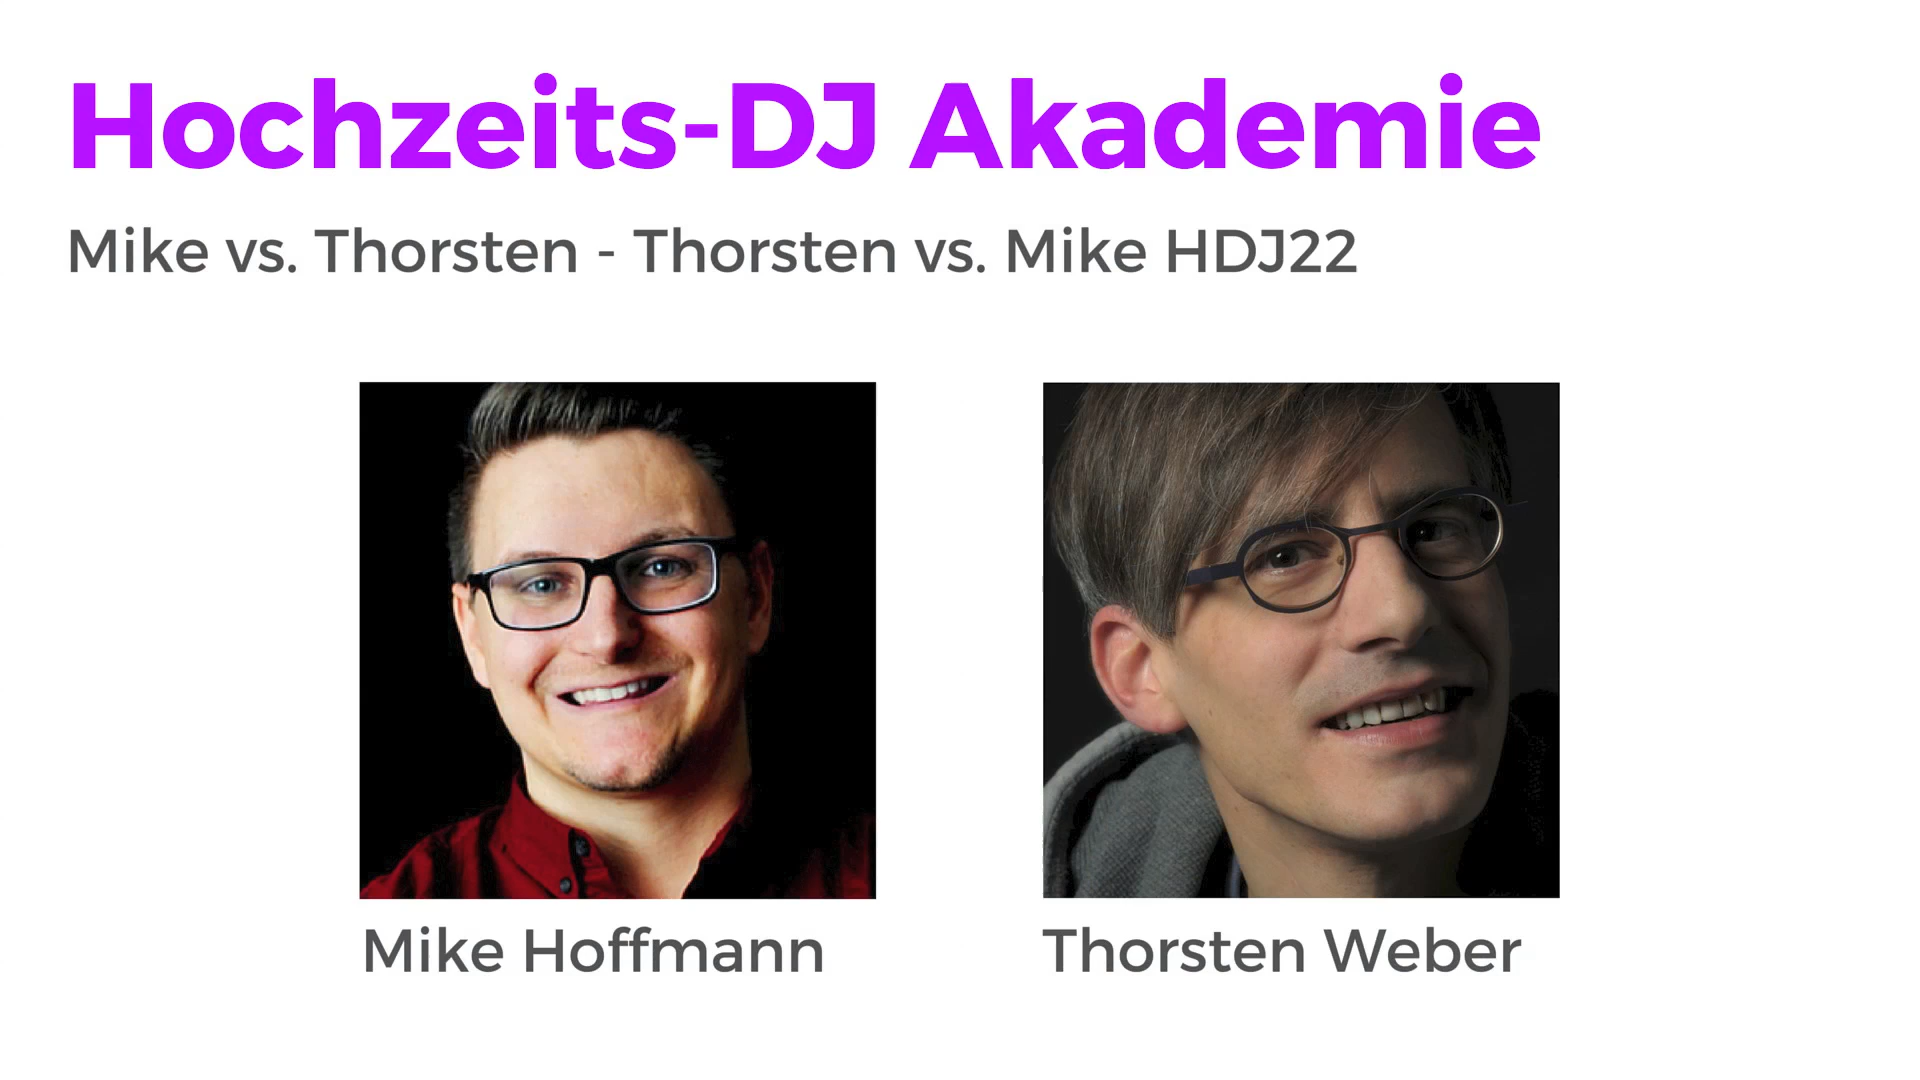 Hochzeits-DJ Akademie
Mike vs. Thorsten - Thorsten vs. Mike HDJ22
Mike Hoffmann
Thorsten Weber